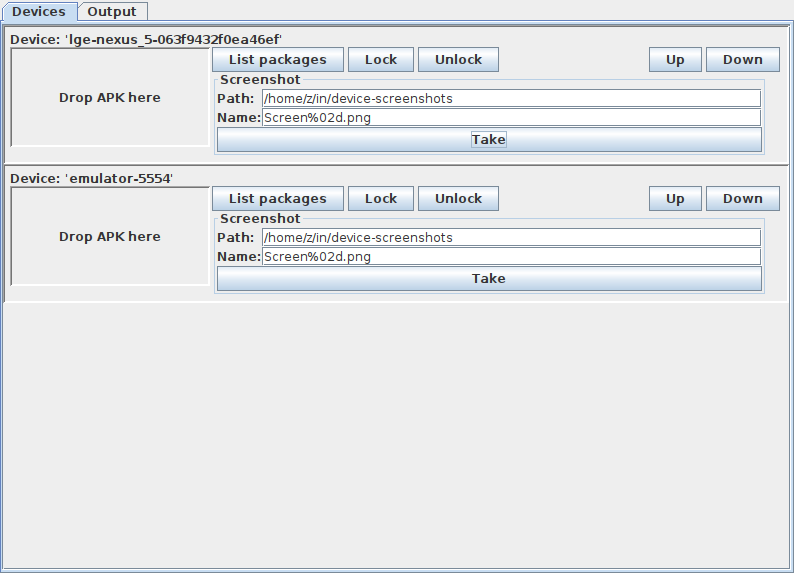 Devices Output
Device: 'lge-nexus_5-063f9432f0ea46ef'
List packages Lock Unlock Up Down
Screenshot
Drop APK here
Path: /home/z/in/device-screenshots
Name: Screen%02d.png
Take
Device: 'emulator-5554'
List packages Lock Unlock Up Down
Screenshot
Drop APK here
Path: /home/z/in/device-screenshots
Name: Screen%02d.png
Take